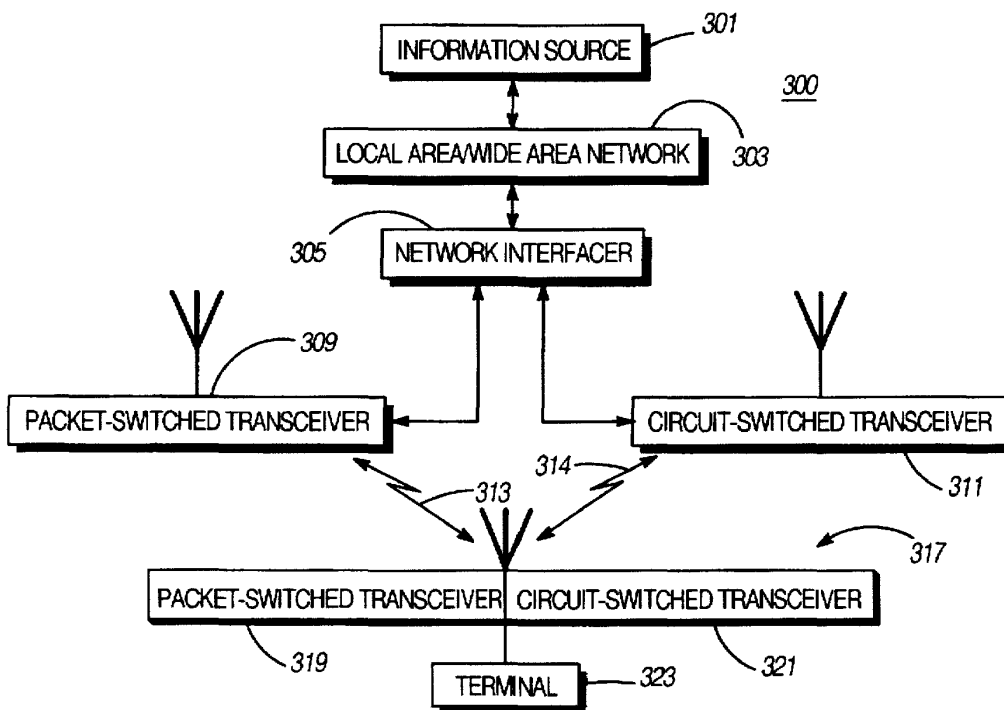 INFORMATION SOURCE
301
300
LOCAL AREA/WIDE AREA NETWORK
303
305
NETWORK INTERFACER
309
PACKET-SWITCHED TRANSCEIVER
CIRCUIT-SWITCHED TRANSCEIVER
313
314
311
317
PACKET-SWITCHED TRANSCEIVER
CIRCUIT-SWITCHED TRANSCEIVER
319
321
TERMINAL
323